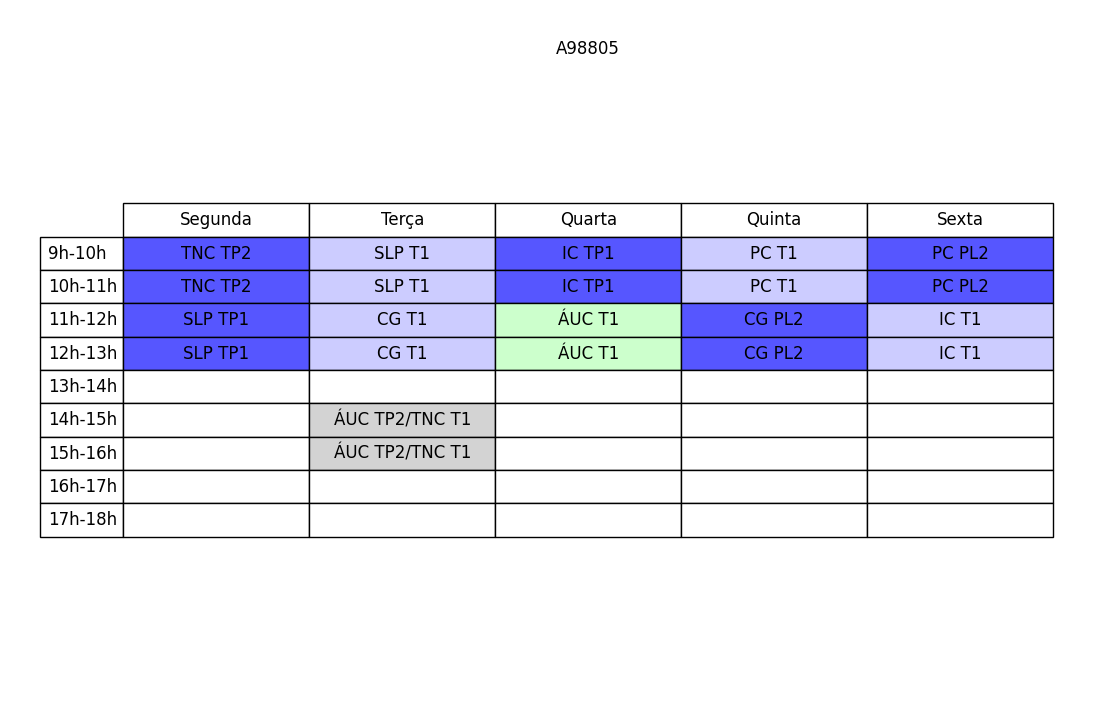 A98805
Segunda Terça Quarta Quinta Sexta
9h-10h TNC TP2 SLP T1 IC TP1 PC T1 PC PL2
10h-11h TNC TP2 SLP T1 IC TP1 PC T1 PC PL2
11h-12h SLP TP1 CG T1 ÁUC T1 CG PL2 IC T1
12h-13h SLP TP1 CG T1 ÁUC T1 CG PL2 IC T1
13h-14h
14h-15h ÁUC TP2/TNC T1
15h-16h ÁUC TP2/TNC T1
16h-17h
17h-18h